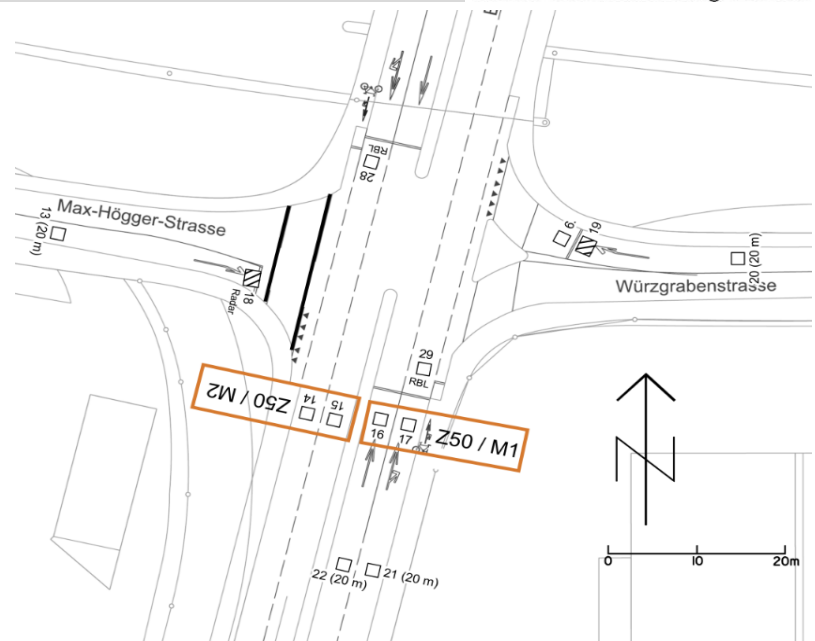 RBL
28
Max-Högger-Strasse
13 (20 m)
6.
19
20 (20 m)
Würzgrabenstrasse
18
Radar
29
RBL
Z50 / M2
14
15
16
17
Z50 / M1
22 (20 m)
21 (20 m)
N
0
10
20m